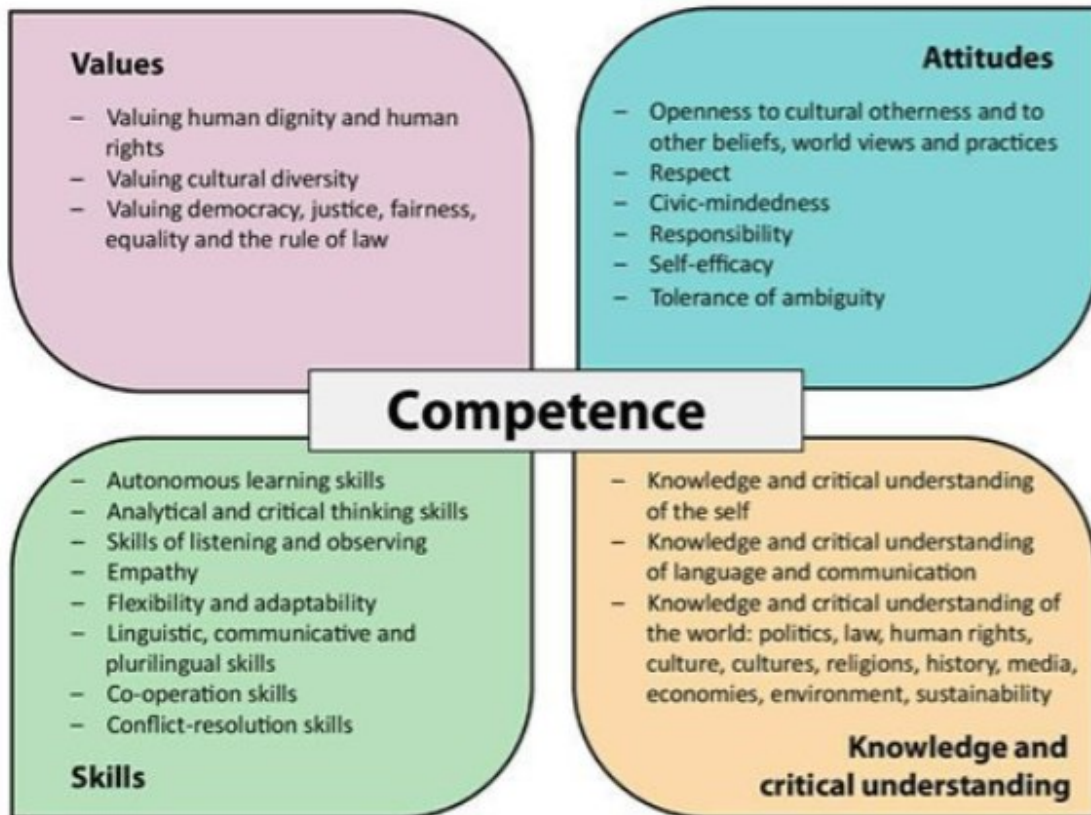 Values
– Valuing human dignity and human
rights
– Valuing cultural diversity
– Valuing democracy, justice, fairness,
equality and the rule of law
Attitudes
– Openness to cultural otherness and to
other beliefs, world views and practices
– Respect
– Civic-mindedness
– Responsibility
– Self-efficacy
– Tolerance of ambiguity
Competence
– Autonomous learning skills
– Analytical and critical thinking skills
– Skills of listening and observing
– Empathy
– Flexibility and adaptability
– Linguistic, communicative and
plurilingual skills
– Co-operation skills
– Conflict-resolution skills
Skills
– Knowledge and critical understanding
of the self
– Knowledge and critical understanding
of language and communication
– Knowledge and critical understanding of
the world: politics, law, human rights,
culture, cultures, religions, history, media,
economies, environment, sustainability
Knowledge and
critical understanding